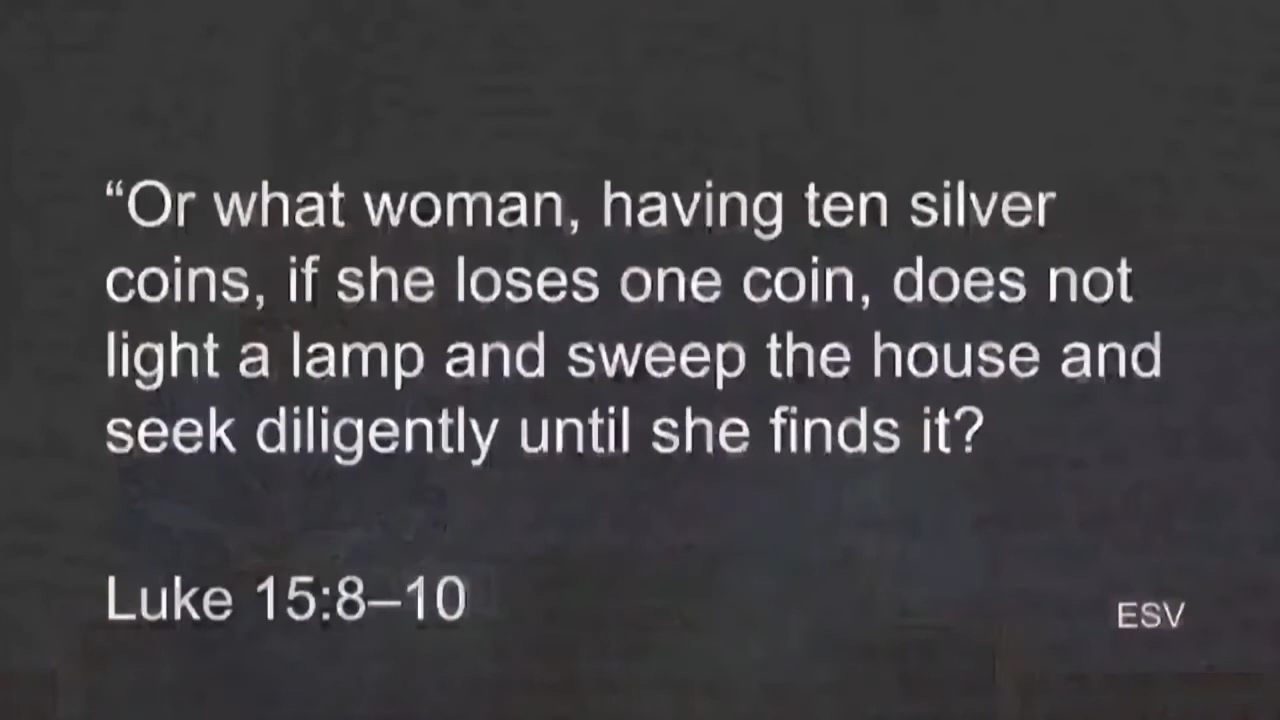 “Or what woman, having ten silver
coins, if she loses one coin, does not
light a lamp and sweep the house and
seek diligently until she finds it?
Luke 15:8–10
ESV